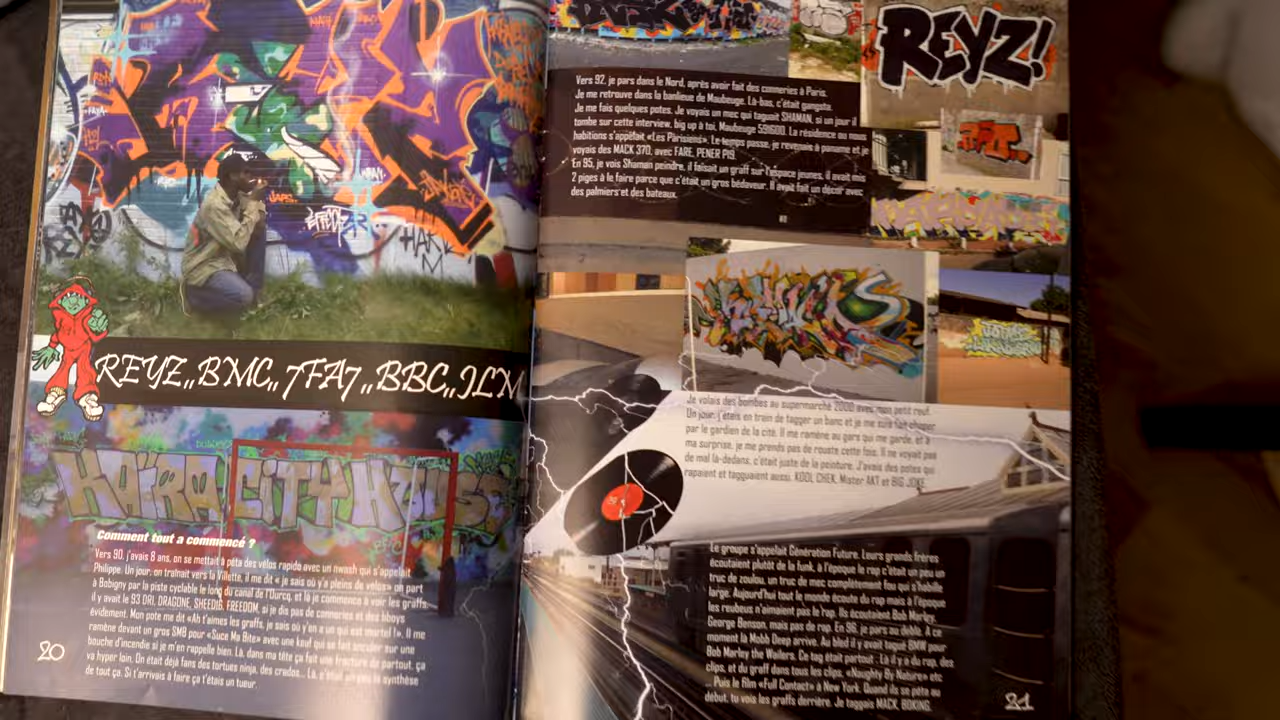 REYZ,,BMC,,7FA7,,BBC,,JLM
KAÏRA CITY HOUSE
Comment tout a commencé ?
Vers 90, j'avais 8 ans, on se mettait à péta des vélos rapide avec un nwash qui s'appelait
Philippe. Un jour, on traînait vers la Villette, il me dit « je sais où y'a pleins de vélos» on part
à Bobigny par la piste cyclable le long du canal de l'Ourcq, et là je commence à voir les graffs,
il y avait le 93 DRI, DRAGONE, SHEEDIG, FREEDOM, si je dis pas de conneries et des bboys
évidement. Mon pote me dit «Ah t'aimes les graffs, je sais où y'en a un qui est mortel !». Il me
ramène devant un gros SMB pour «Suce Ma Bite» avec une keuf qui se fait enculer sur une
bouche d'incendie si je m'en rappelle bien. Là, dans ma tête ça fait une fracture de partout, ça
va hyper loin. On était déjà fans des tortues ninja, des crados... Là, c'était un peu la synthèse
de tout ça. Si t'arrivais à faire ça t'étais un tueur.
20
REYZ!
Vers 92, je pars dans le Nord, après avoir fait des conneries à Paris.
Je me retrouve dans la banlieue de Maubeuge. Là-bas, c'était gangsta.
Je me fais quelques potes. Je voyais un mec qui taguait SHAMAN, si un jour il
tombe sur cette interview, big up à toi, Maubeuge 591600. La résidence ou nous
habitions s'appelait «Les Parisiens». Le temps passe, je revenais à paname et je
voyais des MACK 370, avec FARE, PENER P19.
En 95, je vois Shaman peindre, il faisait un graff sur l'espace jeunes, il avait mis
2 piges à le faire parce que c'était un gros bédaveur. Il avait fait un décor avec
des palmiers et des bateaux.
Je volais des bombes au supermarché 2000 avec mon petit reuf.
Un jour, j'étais en train de tagger un banc et je me suis fait choper
par le gardien de la cité. Il me ramène au gars qui me garde, et à
ma surprise, je me prends pas de rouste cette fois. Il me voyait pas
de mal là-dedans, c'était juste de la peinture. J'avais des potes qui
rapaient et tagguaient aussi, KOOL CHEK, Mister AKT et BIG JOKE.
Le groupe s'appelait Génération Future. Leurs grands frères
écoutaient plutôt de la funk, à l'époque le rap c'était un peu un
truc de zoulou, un truc mec complètement fou qui s'habille
large. Aujourd'hui tout le monde écoute du rap mais à l'époque
les reubeus n'aimaient pas le rap. Ils écoutaient Bob Marley,
George Benson, mais pas de rap. En 96, je pars au bled. A ce
moment là Mobb Deep arrive. Au bled il y avait tagué BMW pour
Bob Marley the Wailers. Ce tag était partout . Là il y a du rap, des
clips, et du graff dans tous les clips, «Naughty By Nature» etc
... Puis le film «Full Contact» à New York. Quand ils se péta au
début, tu vois les graffs derrière. Je taggais MACK, BOKING.
21